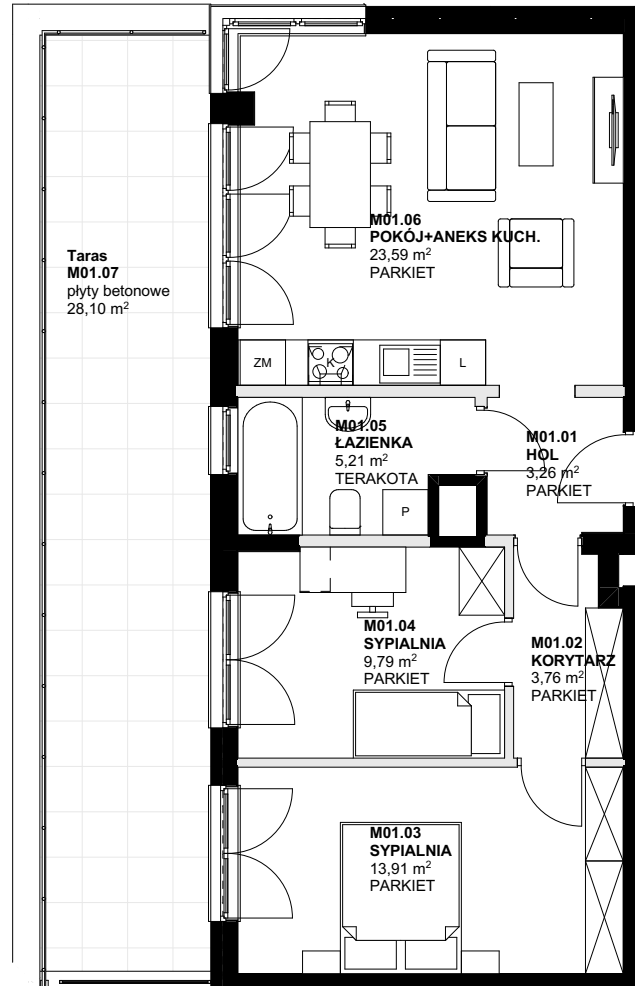 M01.06
POKÓJ+ANEKS KUCH.
23,59 m²
PARKIET
Taras
M01.07
płyty betonowe
28,10 m²
ZM
K
L
M01.05
ŁAZIENKA
5,21 m²
TERAKOTA
P
M01.01
HOL
3,26 m²
PARKIET
M01.04
SYPIALNIA
9,79 m²
PARKIET
M01.02
KORYTARZ
3,76 m²
PARKIET
M01.03
SYPIALNIA
13,91 m²
PARKIET